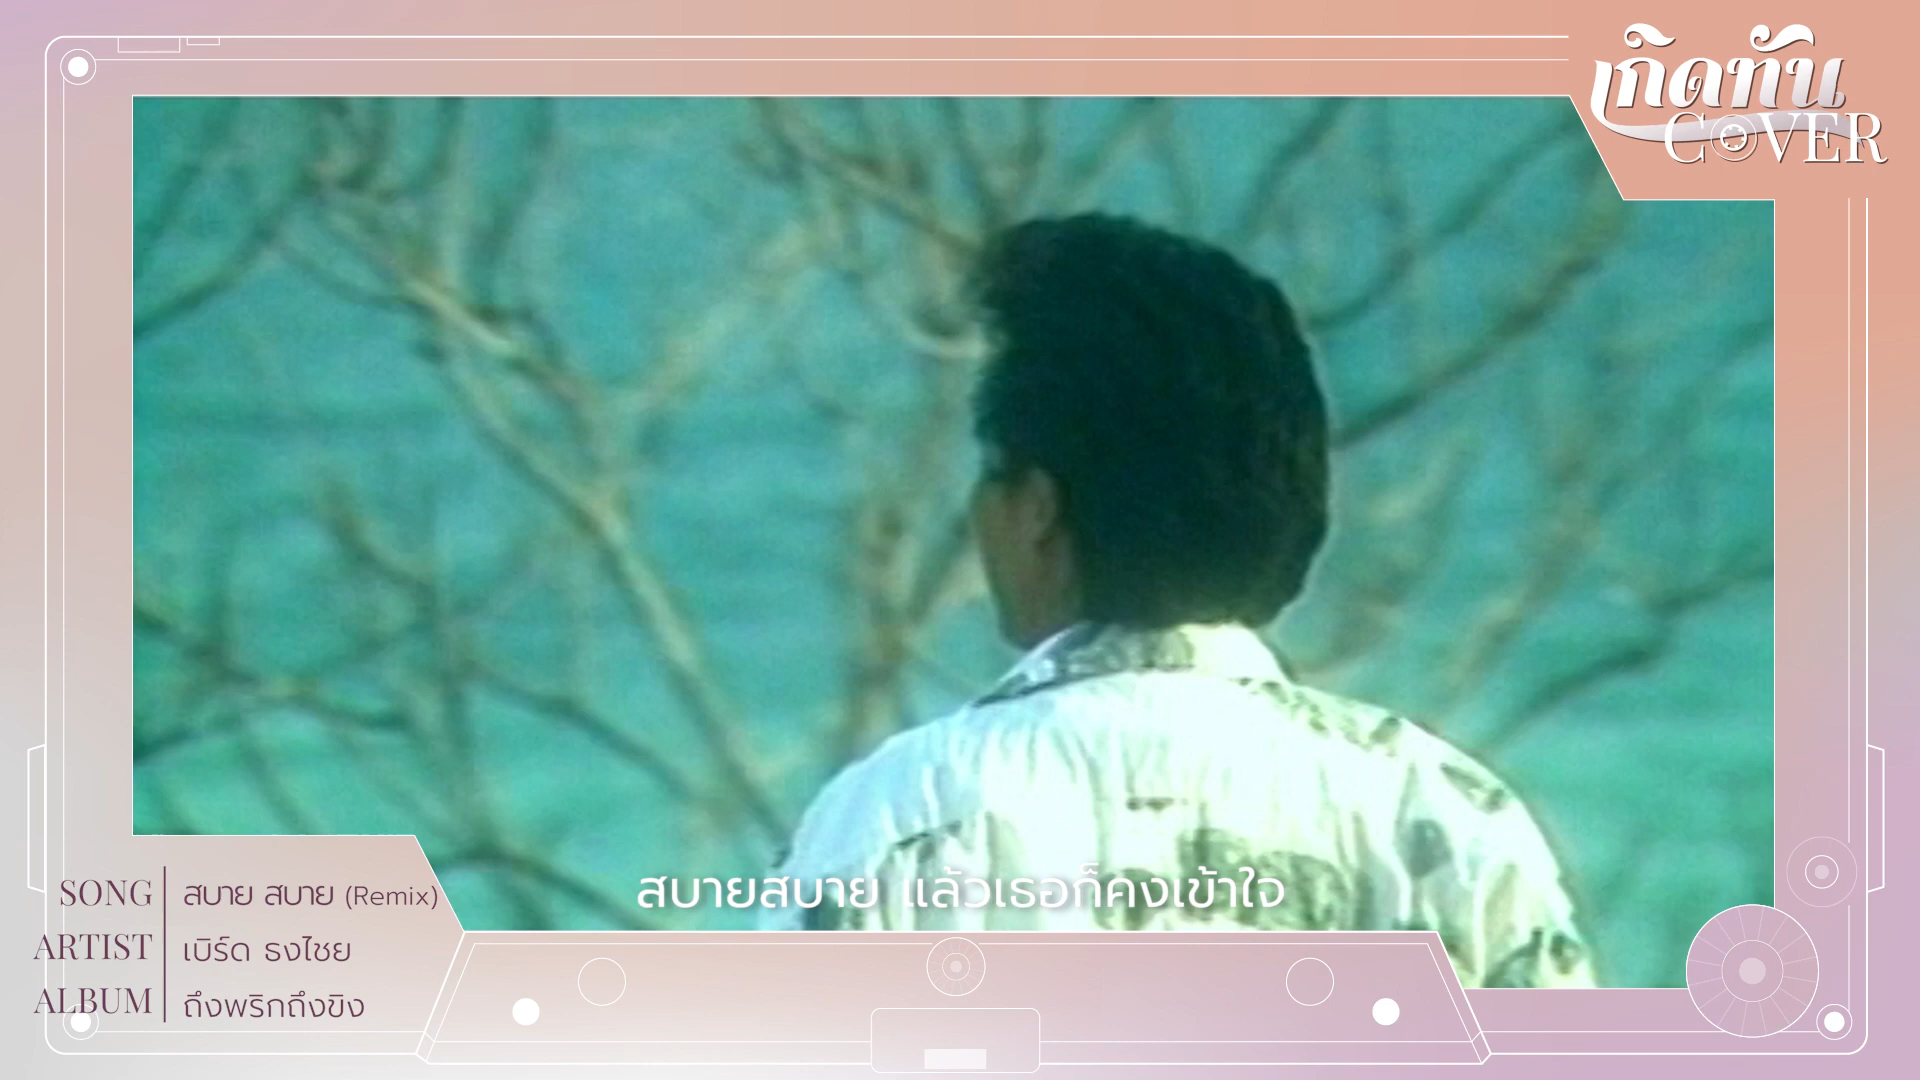 เกิดทัน
COVER
สบายสบาย แล้วเธอก็คงเข้าใจ
SONG สบาย สบาย (Remix)
ARTIST เบิร์ด ธงไชย
ALBUM ถึงพริกถึงขิง